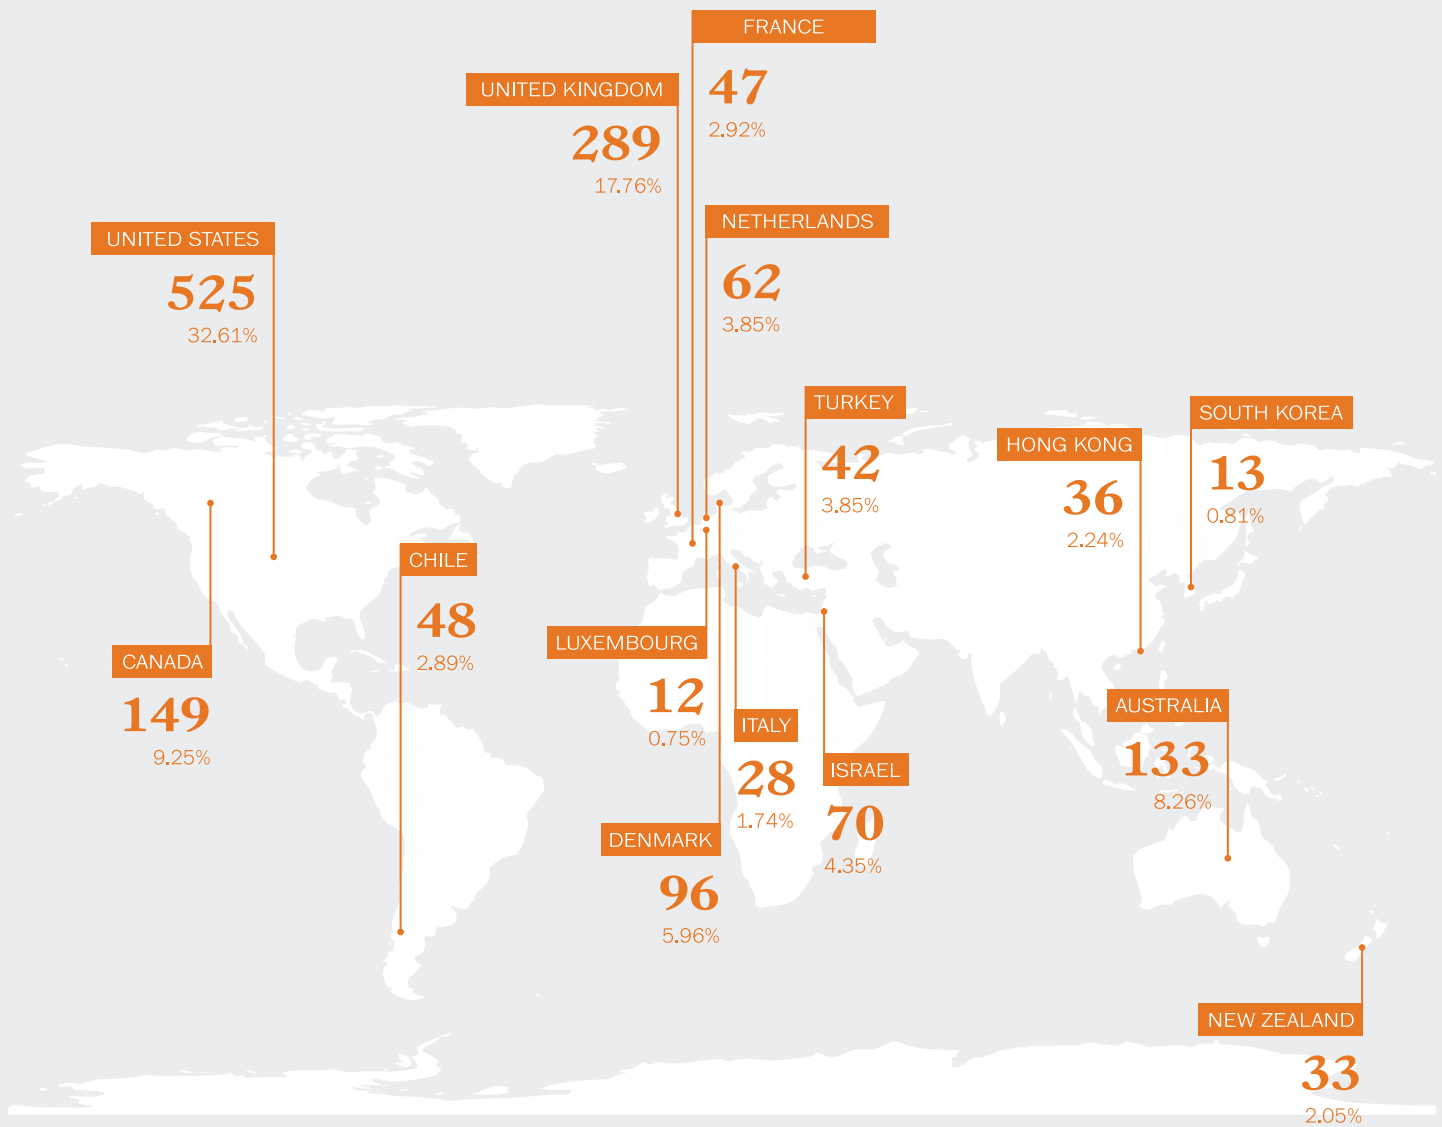 FRANCE
47
2.92%
UNITED KINGDOM
289
17.76%
NETHERLANDS
62
3.85%
UNITED STATES
525
32.61%
TURKEY
42
3.85%
SOUTH KOREA
13
0.81%
HONG KONG
36
2.24%
CHILE
48
2.89%
LUXEMBOURG
12
0.75%
CANADA
149
9.25%
ITALY
28
1.74%
AUSTRALIA
133
8.26%
ISRAEL
70
4.35%
DENMARK
96
5.96%
NEW ZEALAND
33
2.05%